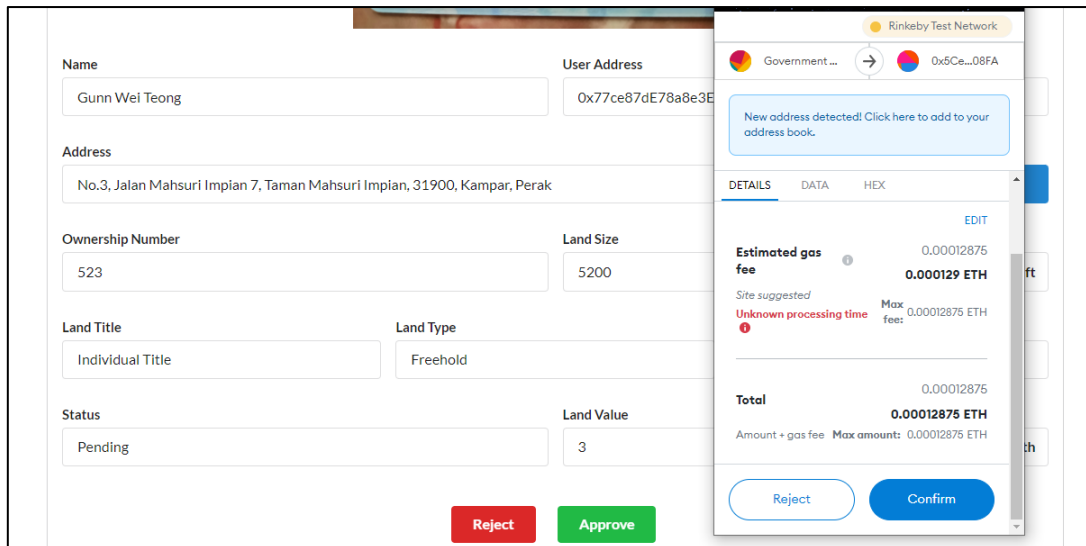 Name
Gunn Wei Teong
User Address
0x77ce87dE78a8e3E
Address
No.3, Jalan Mahsuri Impian 7, Taman Mahsuri Impian, 31900, Kampar, Perak
Ownership Number
523
Land Size
5200
ft
Land Title
Individual Title
Land Type
Freehold
Status
Pending
Land Value
3
th
Reject
Approve
Rinkeby Test Network
Government ...
0x5Ce...08FA
New address detected! Click here to add to your
address book.
DETAILS DATA HEX
EDIT
Estimated gas
fee
0.00012875
0.000129 ETH
Site suggested
Unknown processing time
Max
fee: 0.00012875 ETH
Total
0.00012875
0.00012875 ETH
Amount + gas fee Max amount: 0.00012875 ETH
Reject
Confirm